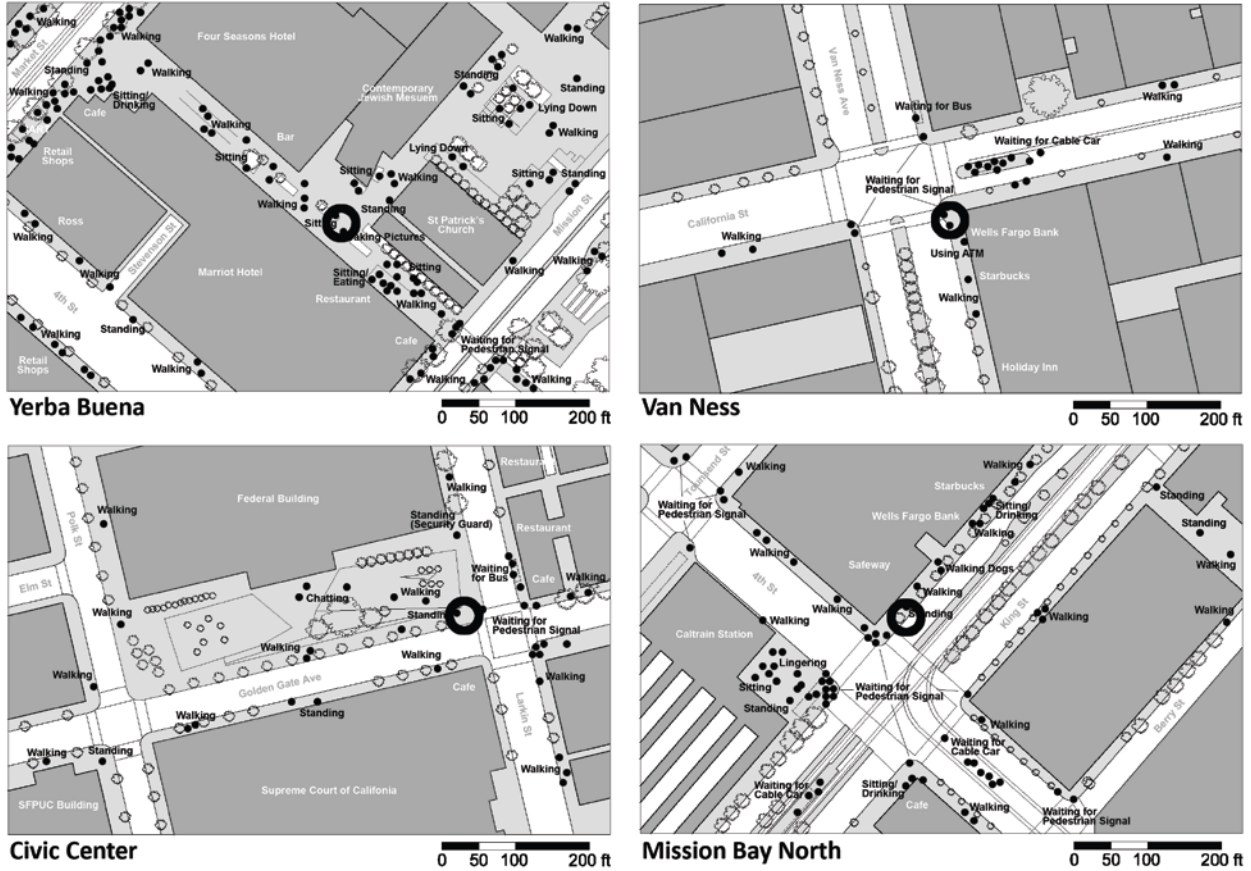 Walking
Market St
Walking
Standing
Walking
Walking
Sitting/
Drinking
Cafe
Retail
Shops
Four Seasons Hotel
Contemporary
Jewish Mesuem
Walking
Standing
Standing
Lying Down
Sitting
Walking
Walking
Bar
Sitting
Lying Down
Sitting
Walking
Sitting
Standing
Walking
Standing
Sitting
Taking Pictures
St Patrick's
Church
Mission St
Ross
Walking
Stevenson St
Walking
Marriot Hotel
Sitting/
Eating
Sitting
Restaurant
Walking
Walking
Walking
4th St
Standing
Walking
Retail
Shops
Walking
Cafe
Waiting for
Pedestrian Signal
Walking
Walking
Yerba Buena
0 50 100 200 ft
Van Ness Ave
Waiting for Bus
Walking
Waiting for Cable Car
Walking
Waiting for
Pedestrian Signal
California St
Walking
Wells Fargo Bank
Using ATM
Starbucks
Walking
Holiday Inn
Van Ness
0 50 100 200 ft
Federal Building
Polk St
Walking
Elm St
Walking
Restaura
Walking
Standing
(Security Guard)
Restaurant
Waiting
for Bus
Cafe
Walking
Chatting
Walking
Standing
Waiting for
Pedestrian Signal
Walking
Walking
Walking
Golden Gate Ave
Walking
Cafe
Walking
Standing
Larkin St
Walking
Standing
Walking
SFPUC Building
Supreme Court of Califonia
Civic Center
0 50 100 200 ft
Townsend St
Walking
Waiting for
Pedestrian Signal
Walking
Starbucks
Walking
Wells Fargo Bank
Sitting/
Drinking
Walking
Standing
Standing
Walking
Safeway
Walking Dogs
4th St
Walking
Walking
Standing
King St
Walking
Walking
Walking
Caltrain Station
Lingering
Sitting
Standing
Waiting for
Pedestrian Signal
Walking
Berry St
Waiting for
Cable Car
Waiting for
Cable Car
Sitting/
Drinking
Cafe
Walking
Waiting for
Pedestrian Signal
Mission Bay North
0 50 100 200 ft